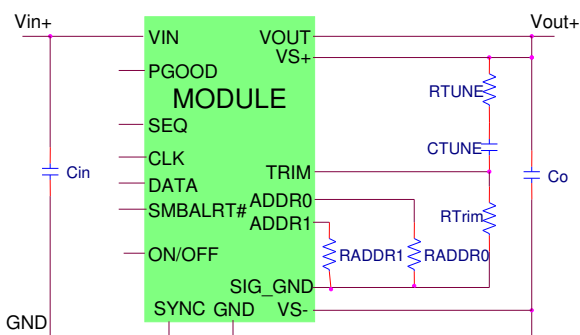 Vin+
Vout+
VIN
VOUT
VS+
PGOOD
RTUNE
MODULE
SEQ
CTUNE
CLK
TRIM
Cin
Co
DATA
ADDR0
SMBALRT#
RTrim
ADDR1
ON/OFF
RADDR1
RADDR0
SIG_GND
SYNC
GND
VS-
GND